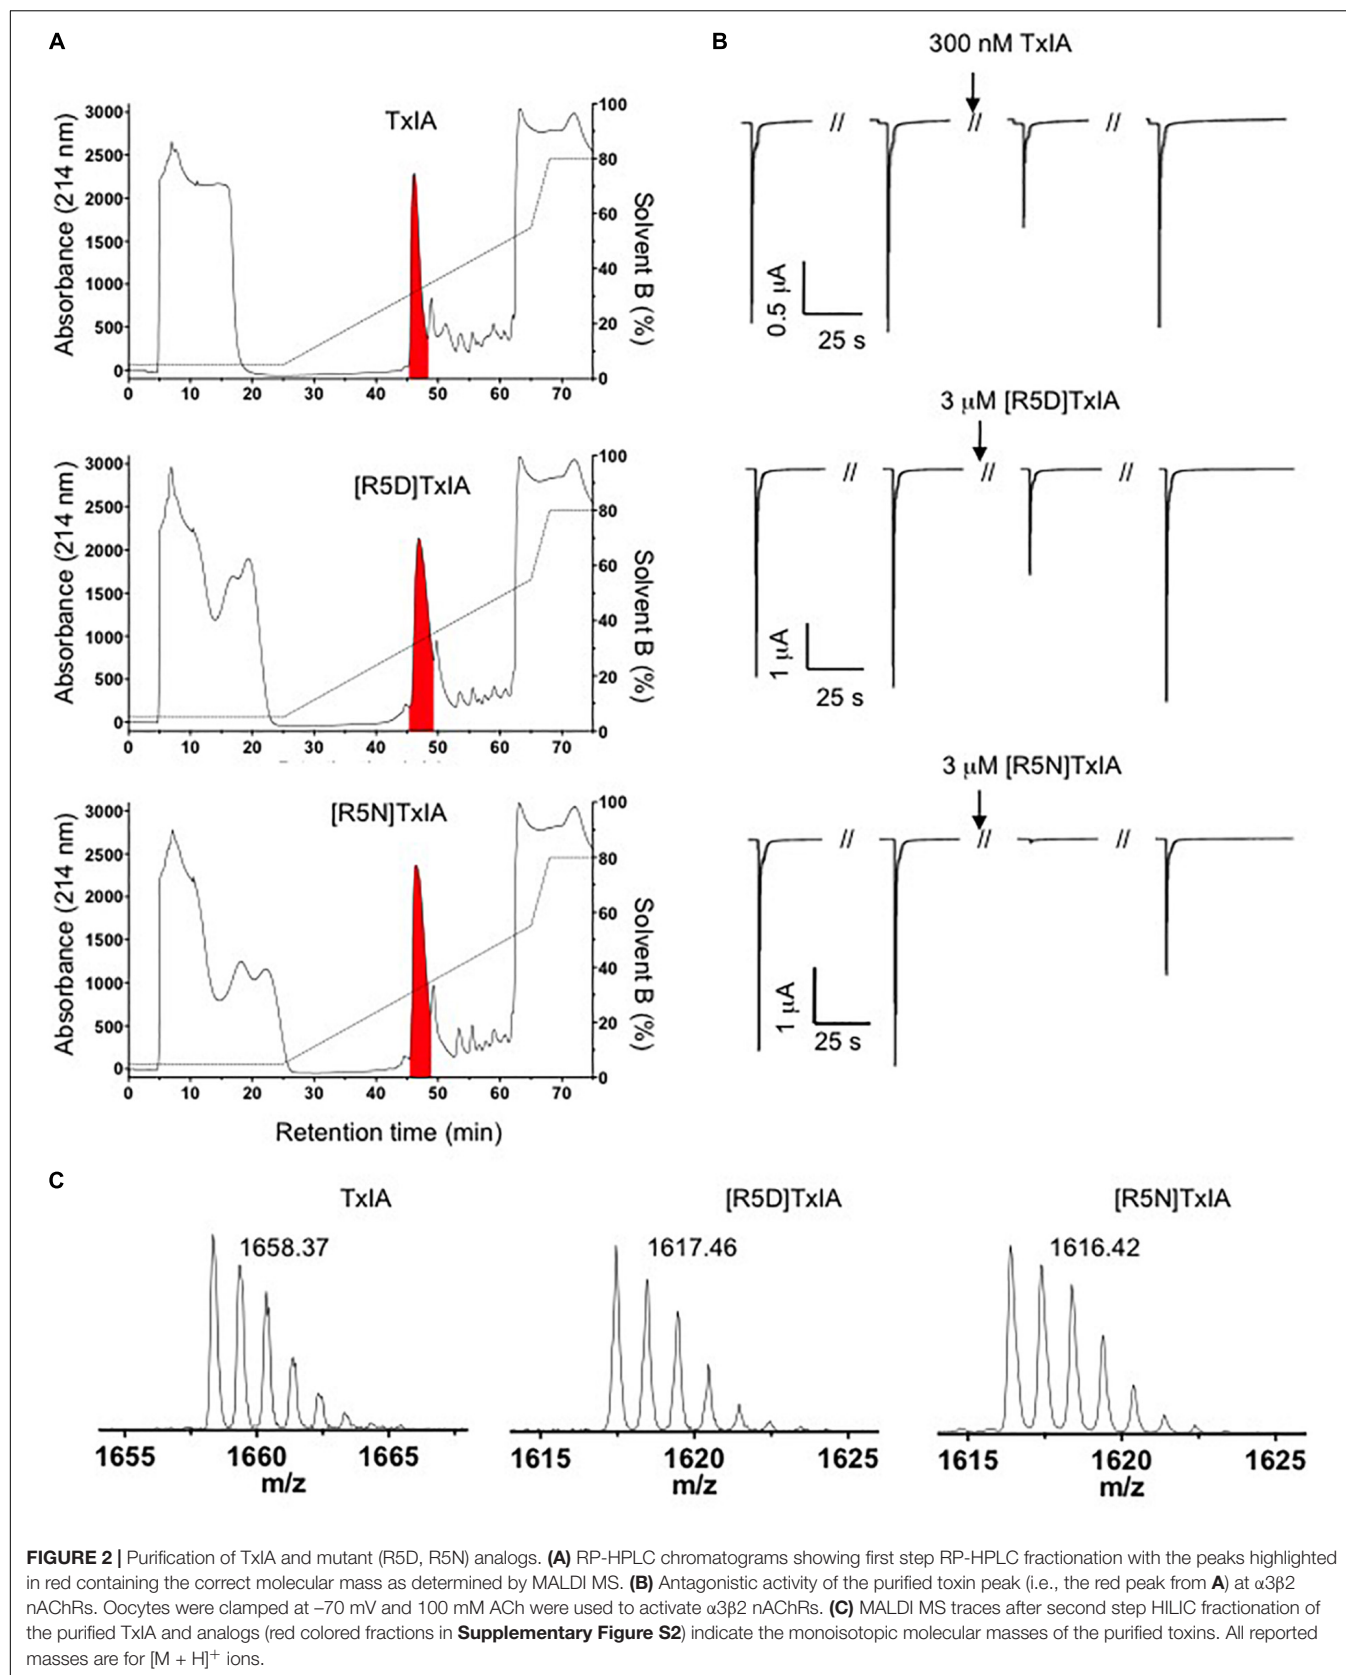 A
TxIA
Absorbance (214 nm)
3000
2500
2000
1500
1000
500
0
0 10 20 30 40 50 60 70
100
80
60
40
20
0
Solvent B (%)
[R5D]TxIA
Absorbance (214 nm)
3000
2500
2000
1500
1000
500
0
0 10 20 30 40 50 60 70
100
80
60
40
20
0
Solvent B (%)
[R5N]TxIA
Absorbance (214 nm)
3000
2500
2000
1500
1000
500
0
0 10 20 30 40 50 60 70
100
80
60
40
20
0
Solvent B (%)
Retention time (min)
B
300 nM TxIA
// // //
0.5 µA
25 s
3 µM [R5D]TxIA
// // //
1 µA
25 s
3 µM [R5N]TxIA
// // //
1 µA
25 s
C
TxIA
1658.37
1655 1660 1665
m/z
[R5D]TxIA
1617.46
1615 1620 1625
m/z
[R5N]TxIA
1616.42
1615 1620 1625
m/z
FIGURE 2 | Purification of TxIA and mutant (R5D, R5N) analogs. (A) RP-HPLC chromatograms showing first step RP-HPLC fractionation with the peaks highlighted
in red containing the correct molecular mass as determined by MALDI MS. (B) Antagonistic activity of the purified toxin peak (i.e., the red peak from A) at α3β2
nAChRs. Oocytes were clamped at –70 mV and 100 mM ACh were used to activate α3β2 nAChRs. (C) MALDI MS traces after second step HILIC fractionation of
the purified TxIA and analogs (red colored fractions in Supplementary Figure S2) indicate the monoisotopic molecular masses of the purified toxins. All reported
masses are for [M + H]⁺ ions.